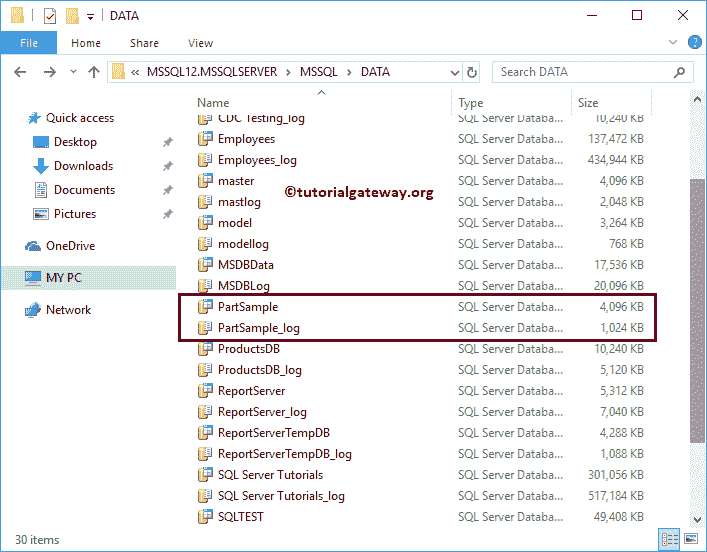 DATA
File Home Share View
« MSSQL12.MSSQLSERVER > MSSQL > DATA Search DATA
Name Type Size
Quick access
Desktop
Downloads
Documents
Pictures
OneDrive
MY PC
Network
CDC Testing_log SQL Server Databa... 10,240 KB
Employees SQL Server Databa... 137,472 KB
Employees_log SQL Server Databa... 434,944 KB
master SQL Server Databa... 4,096 KB
©tutorialgateway.org
mastlog SQL Server Databa... 2,048 KB
model SQL Server Databa... 3,264 KB
modellog SQL Server Databa... 768 KB
MSDBData SQL Server Databa... 17,536 KB
MSDBLog SQL Server Databa... 20,096 KB
PartSample SQL Server Databa... 4,096 KB
PartSample_log SQL Server Databa... 1,024 KB
ProductsDB SQL Server Databa... 10,240 KB
ProductsDB_log SQL Server Databa... 5,120 KB
ReportServer SQL Server Databa... 5,312 KB
ReportServer_log SQL Server Databa... 7,040 KB
ReportServerTempDB SQL Server Databa... 4,288 KB
ReportServerTempDB_log SQL Server Databa... 1,088 KB
SQL Server Tutorials SQL Server Databa... 301,056 KB
SQL Server Tutorials_log SQL Server Databa... 517,184 KB
SQLTEST SQL Server Databa... 49,408 KB
30 items